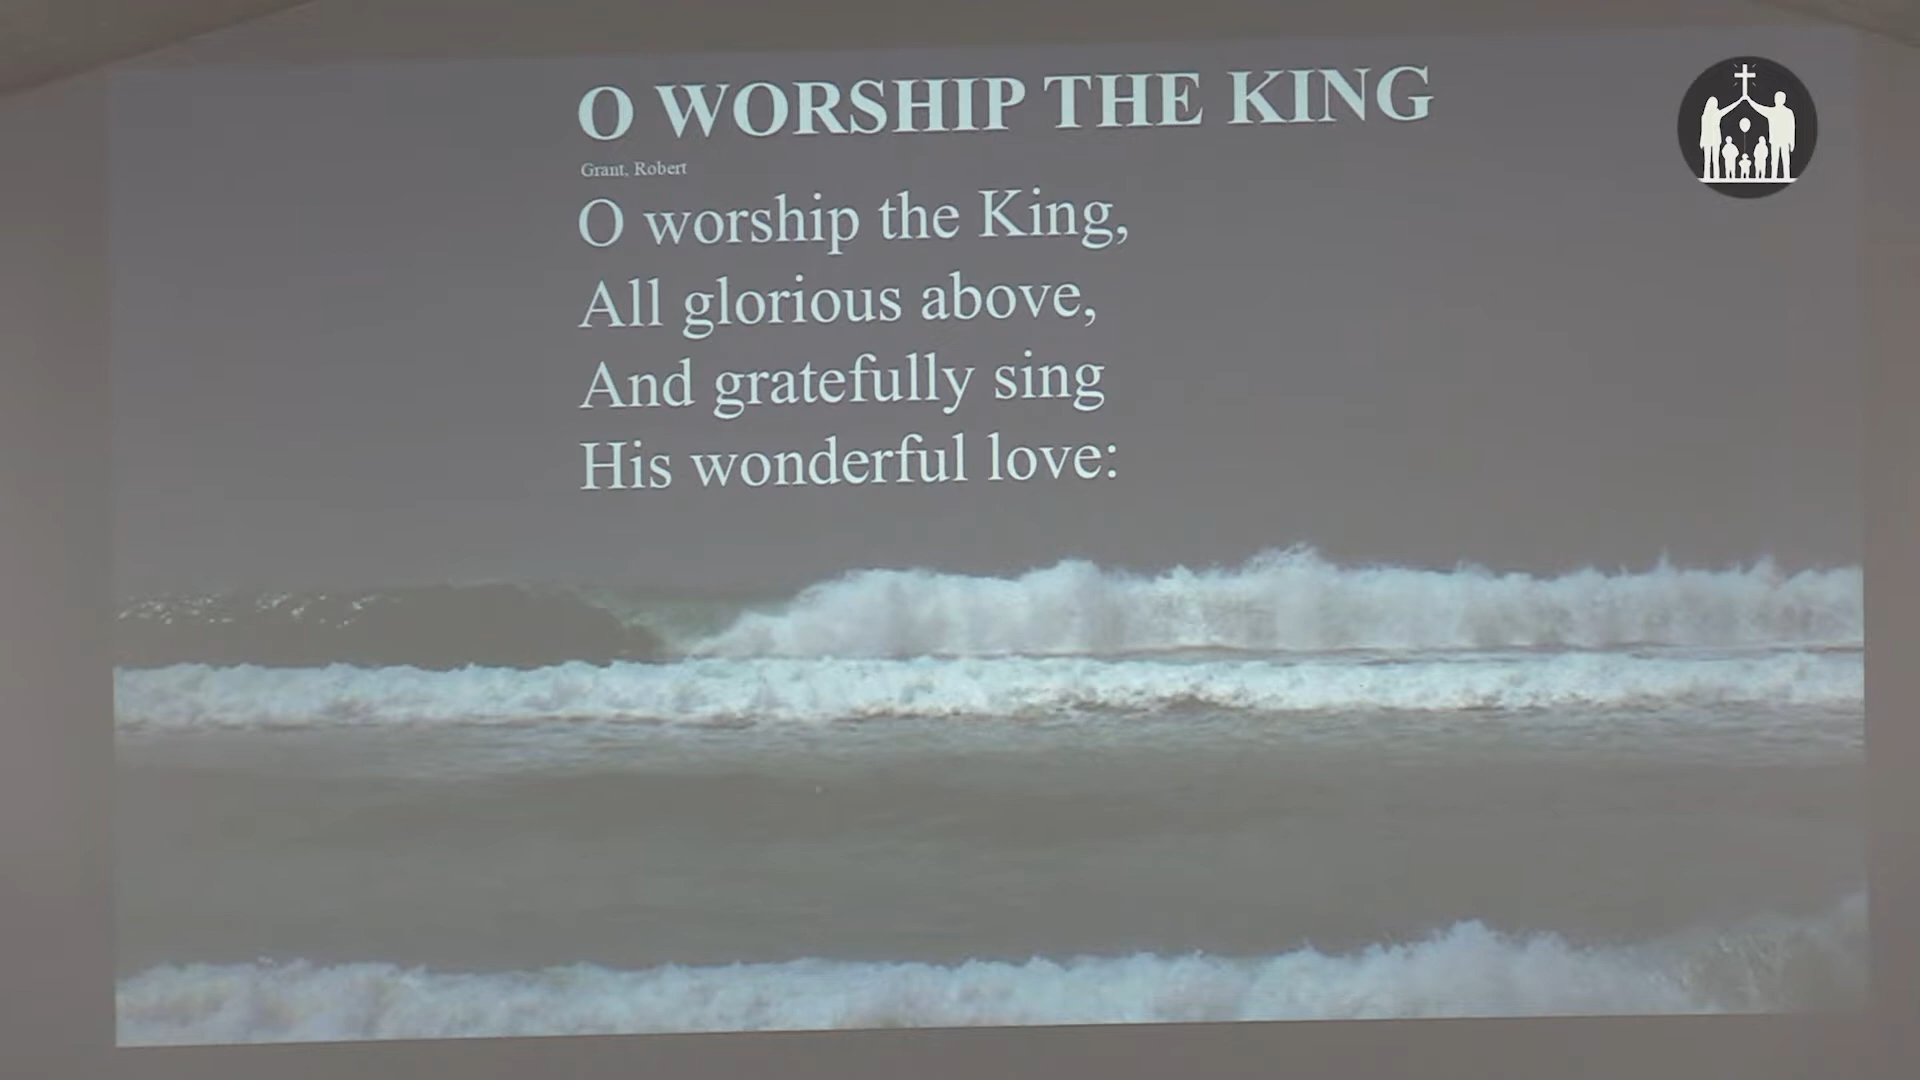 O WORSHIP THE KING
Grant, Robert
O worship the King,
All glorious above,
And gratefully sing
His wonderful love: